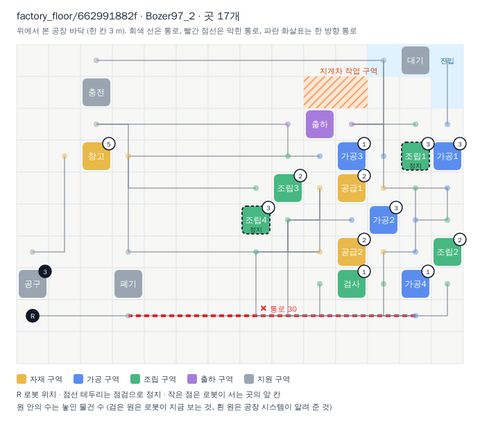 factory_floor/662991882f · Bozer97_2 · 곳 17개
위에서 본 공장 바닥 (한 칸 3 m). 회색 선은 통로, 빨간 점선은 막힌 통로, 파란 화살표는 한 방향 통로
대기
진입
지게차 작업 구역
충전
출하
5
창고
1
가공3
3
조립1
정지
3
가공1
2
조립3
2
공급1
3
조립4
정지
3
가공2
2
공급2
2
조립2
3
공구
폐기
1
검사
1
가공4
R
✖ 통로 30
자재 구역
가공 구역
조립 구역
출하 구역
지원 구역
R 로봇 위치 · 점선 테두리는 점검으로 정지 · 작은 점은 로봇이 서는 곳의 앞 칸
원 안의 수는 놓인 물건 수 (검은 원은 로봇이 지금 보는 것, 흰 원은 공장 시스템이 알려 준 것)